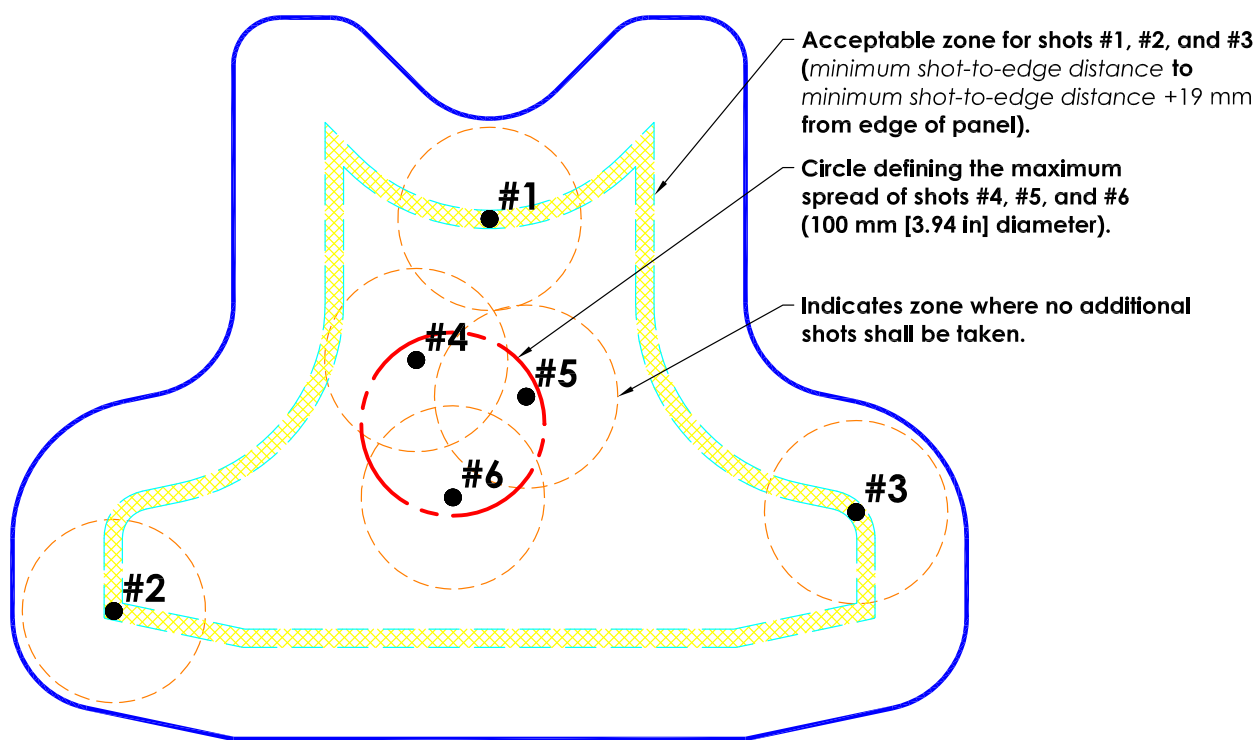 Acceptable zone for shots #1, #2, and #3
(minimum shot-to-edge distance to
minimum shot-to-edge distance +19 mm
from edge of panel).
Circle defining the maximum
spread of shots #4, #5, and #6
(100 mm [3.94 in] diameter).
Indicates zone where no additional
shots shall be taken.
#1
#4
#5
#6
#3
#2